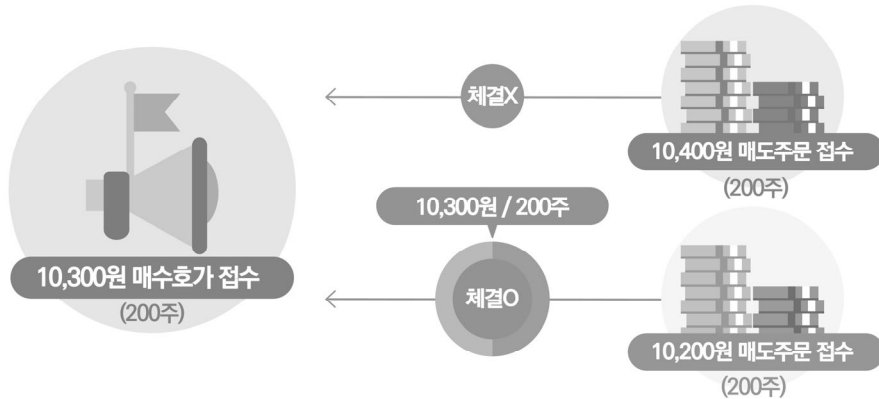 체결X
10,400원 매도주문 접수
(200주)
10,300원 / 200주
10,300원 매수호가 접수
(200주)
체결O
10,200원 매도주문 접수
(200주)